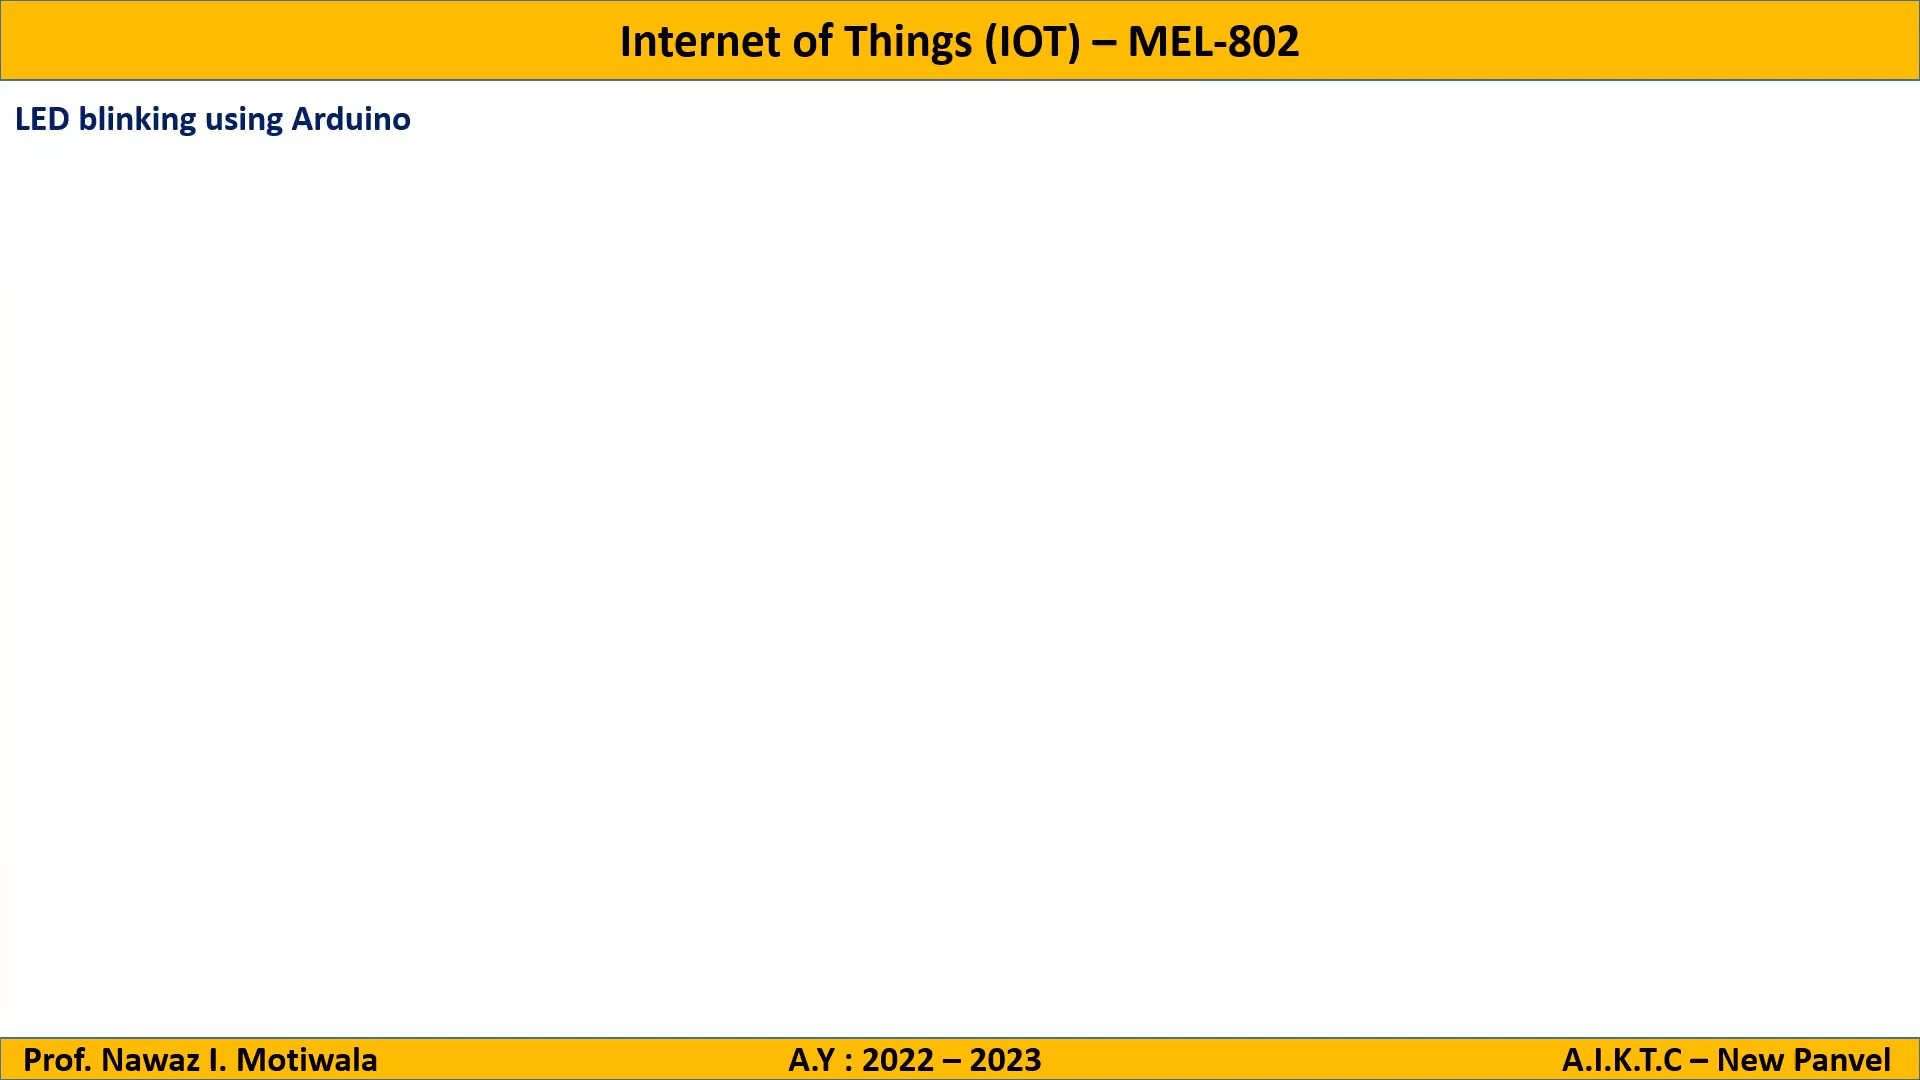 Internet of Things (IOT) – MEL-802
LED blinking using Arduino
Prof. Nawaz I. Motiwala
A.Y : 2022 – 2023
A.I.K.T.C – New Panvel